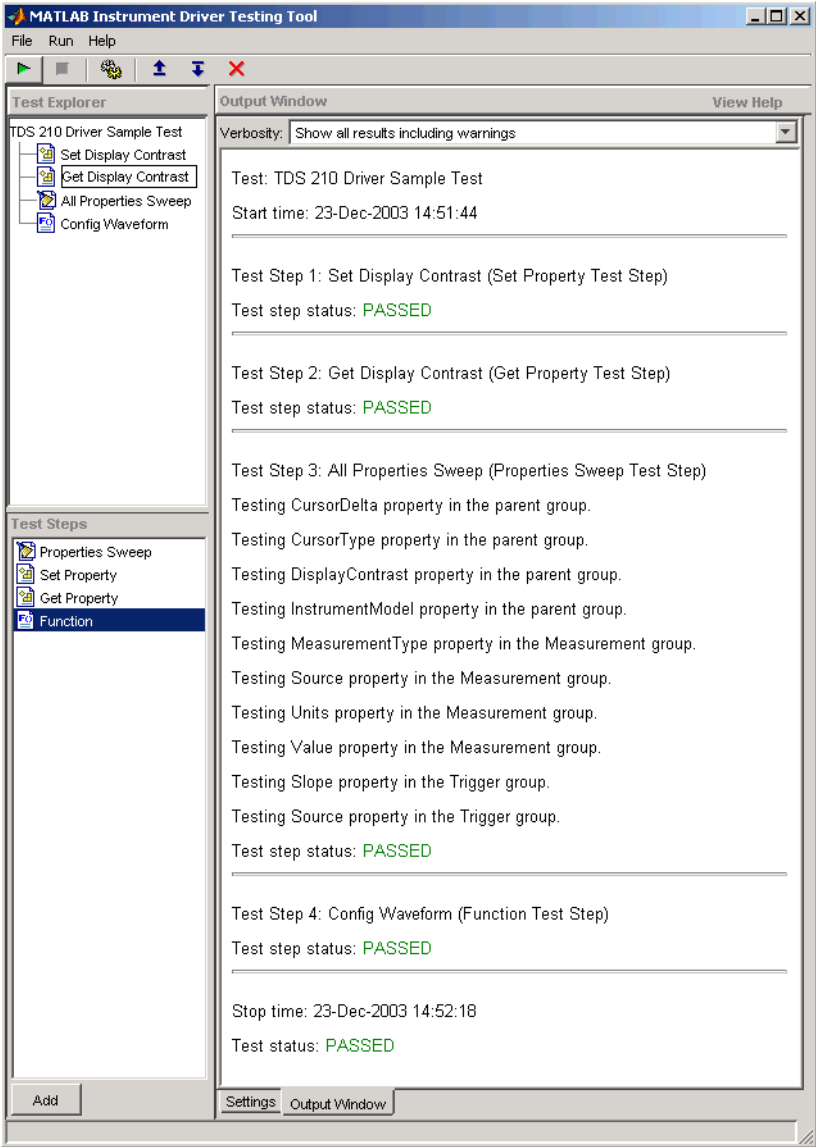 MATLAB Instrument Driver Testing Tool
File Run Help
Test Explorer
TDS 210 Driver Sample Test
Set Display Contrast
Get Display Contrast
All Properties Sweep
Config Waveform
Test Steps
Properties Sweep
Set Property
Get Property
Function
Add
Output Window View Help
Verbosity: Show all results including warnings
Test: TDS 210 Driver Sample Test
Start time: 23-Dec-2003 14:51:44
Test Step 1: Set Display Contrast (Set Property Test Step)
Test step status: PASSED
Test Step 2: Get Display Contrast (Get Property Test Step)
Test step status: PASSED
Test Step 3: All Properties Sweep (Properties Sweep Test Step)
Testing CursorDelta property in the parent group.
Testing CursorType property in the parent group.
Testing DisplayContrast property in the parent group.
Testing InstrumentModel property in the parent group.
Testing MeasurementType property in the Measurement group.
Testing Source property in the Measurement group.
Testing Units property in the Measurement group.
Testing Value property in the Measurement group.
Testing Slope property in the Trigger group.
Testing Source property in the Trigger group.
Test step status: PASSED
Test Step 4: Config Waveform (Function Test Step)
Test step status: PASSED
Stop time: 23-Dec-2003 14:52:18
Test status: PASSED
Settings Output Window